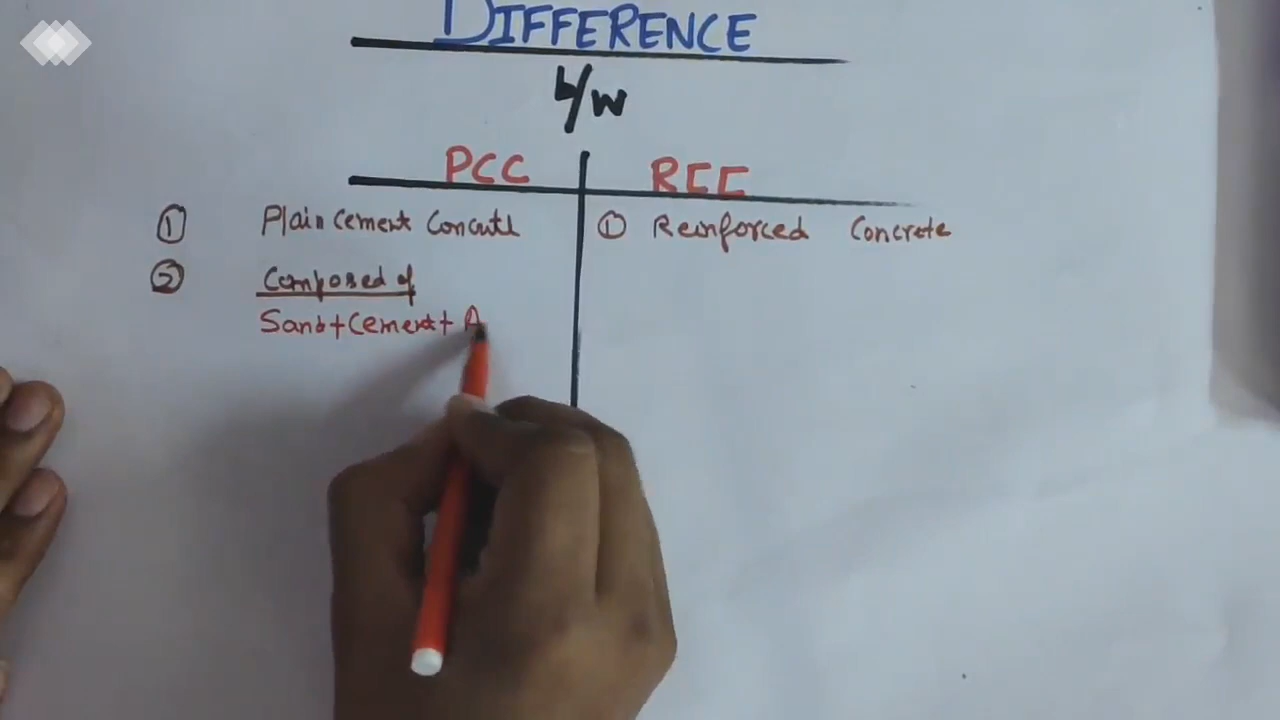 DIFFERENCE
b/w
PCC
RCC
① Plain cement Concrete
① Reinforced Concrete
② Composed of
Sand+Cement+ A